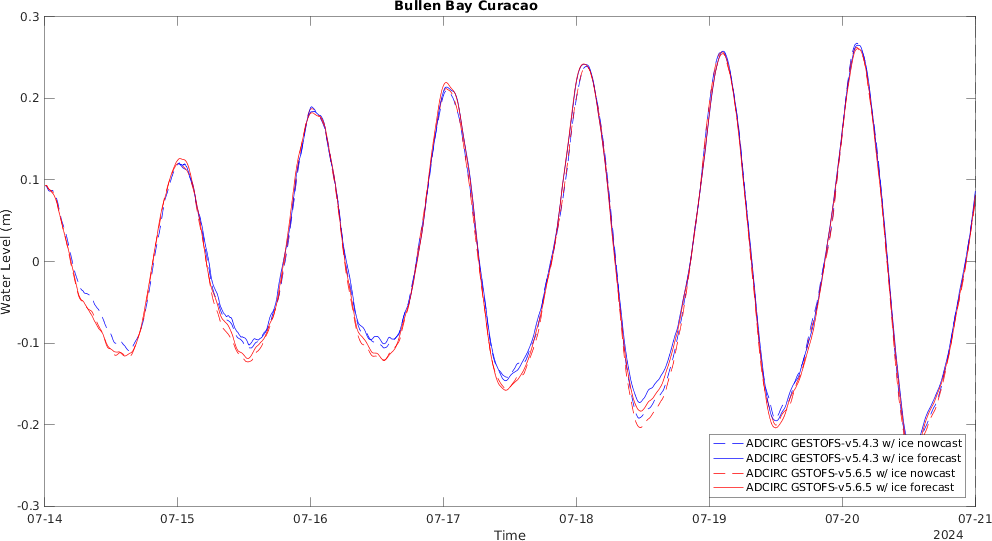 Bullen Bay Curacao
Water Level (m)
0.3
0.2
0.1
0
-0.1
-0.2
-0.3
ADCIRC GESTOFS-v5.4.3 w/ ice nowcast
ADCIRC GESTOFS-v5.4.3 w/ ice forecast
ADCIRC GSTOFS-v5.6.5 w/ ice nowcast
ADCIRC GSTOFS-v5.6.5 w/ ice forecast
07-14 07-15 07-16 07-17 07-18 07-19 07-20 07-21
Time
2024